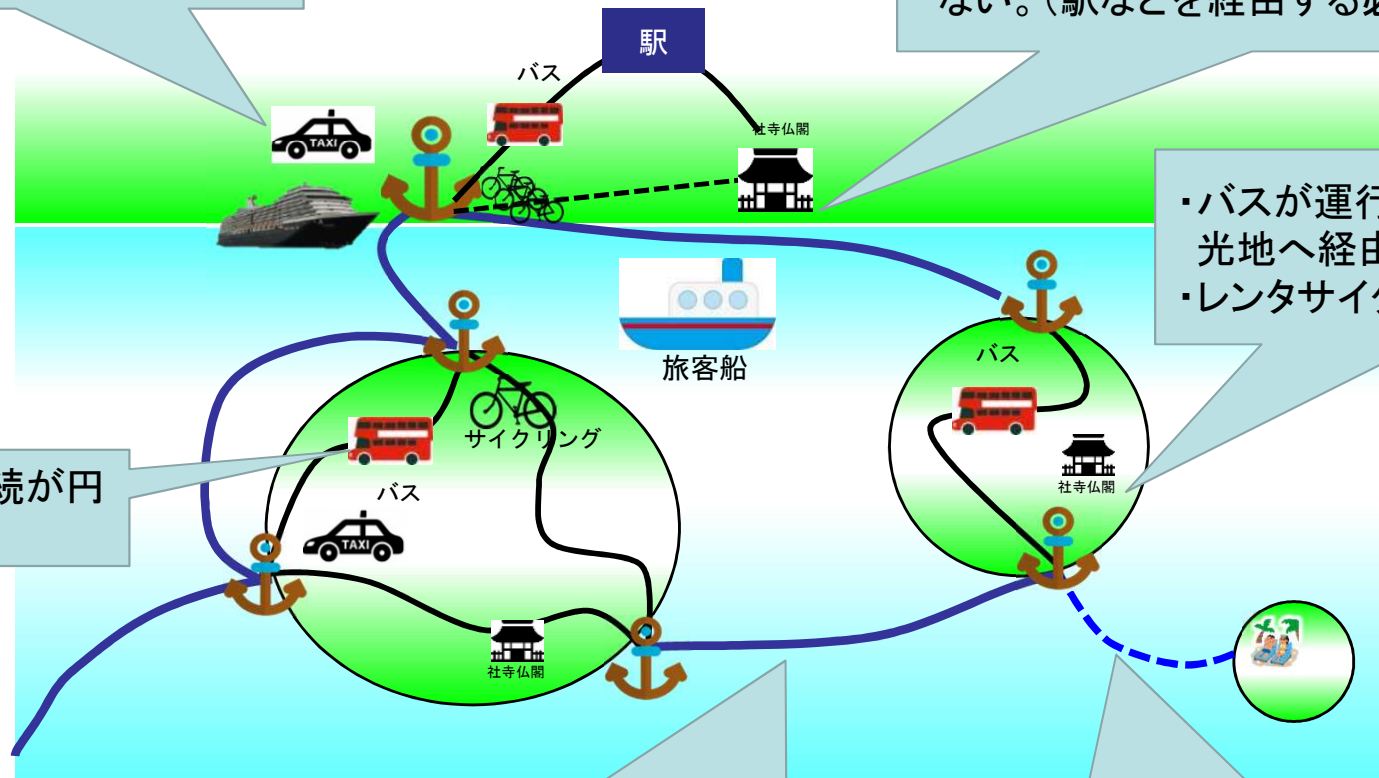 ない。（駅などを経由する必
駅
バス
TAXI
社寺仏閣
・バスが運行
光地へ経由
・レンタサイク
旅客船
バス
サイクリング
続が円
バス
社寺仏閣
TAXI
社寺仏閣